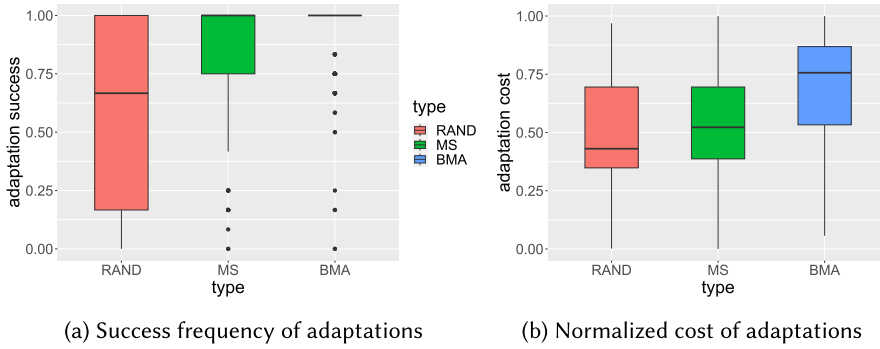 adaptation success
1.00
0.75
0.50
0.25
0.00
RAND
MS
BMA
type
type
RAND
MS
BMA
adaptation cost
1.00
0.75
0.50
0.25
0.00
RAND
MS
BMA
type
(a) Success frequency of adaptations
(b) Normalized cost of adaptations